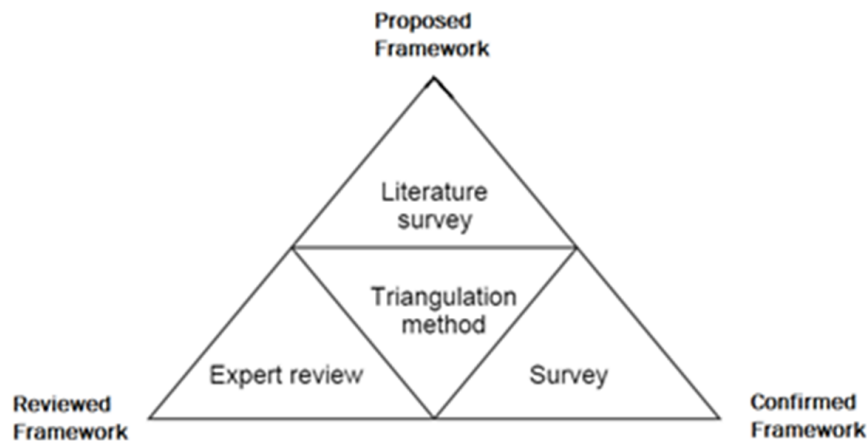 Proposed
Framework
Literature
survey
Triangulation
method
Expert review
Survey
Reviewed
Framework
Confirmed
Framework